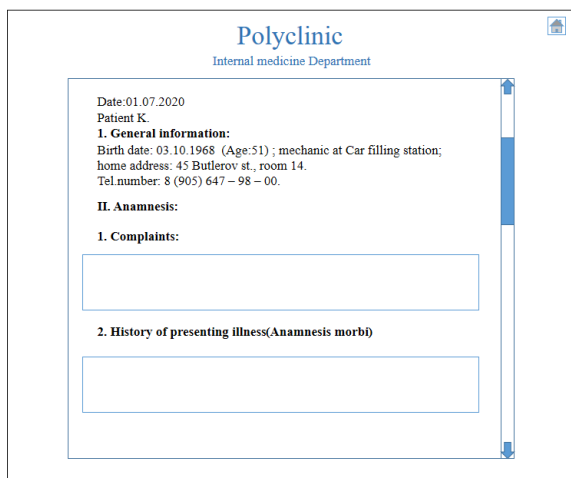 Polyclinic
Internal medicine Department
Date:01.07.2020
Patient K.
1. General information:
Birth date: 03.10.1968 (Age:51) ; mechanic at Car filling station;
home address: 45 Butlerov st., room 14.
Tel.number: 8 (905) 647 – 98 – 00.
II. Anamnesis:
1. Complaints:
2. History of presenting illness(Anamnesis morbi)